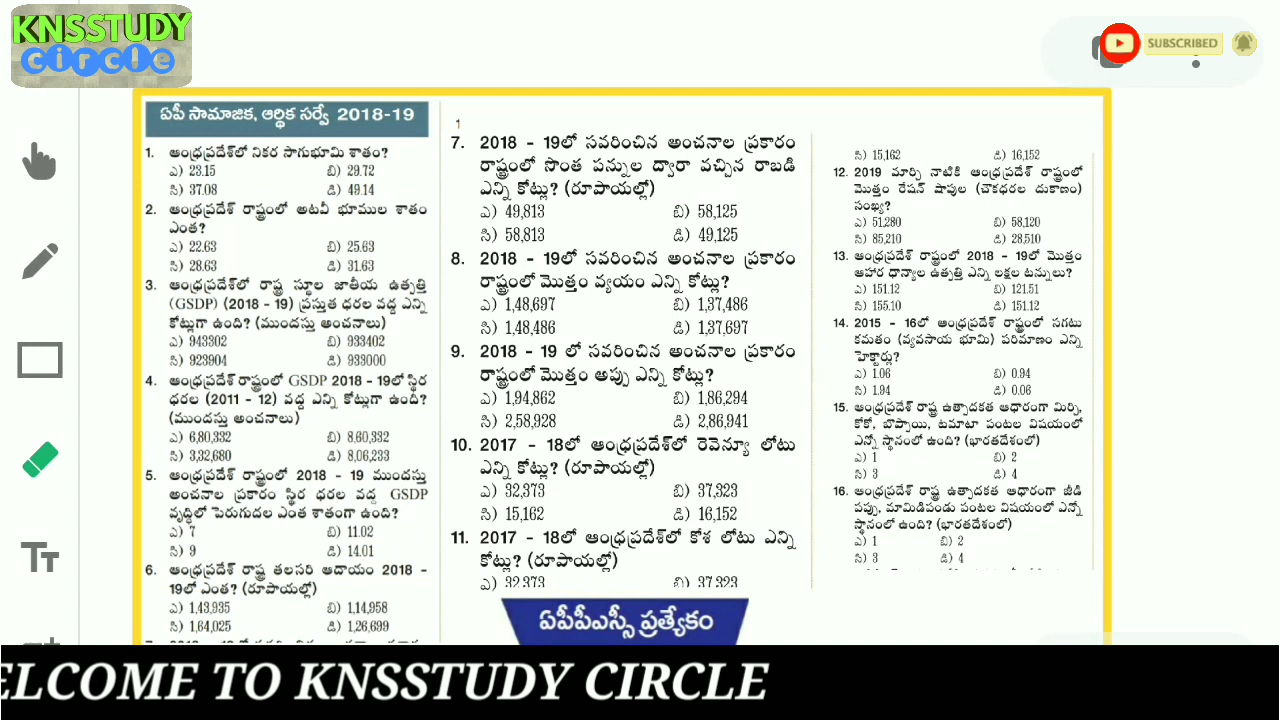 KNSSTUDY
circle
SUBSCRIBED
ఏపీ సామాజిక, ఆర్థిక సర్వే 2018-19
1. ఆంధ్రప్రదేశ్‌లో నికర సాగుభూమి శాతం?
ఎ) 23.15 బి) 29.72
సి) 37.08 డి) 49.14
2. ఆంధ్రప్రదేశ్ రాష్ట్రంలో అటవీ భూముల శాతం
ఎంత?
ఎ) 22.63 బి) 25.63
సి) 28.63 డి) 31.63
3. ఆంధ్రప్రదేశ్‌లో రాష్ట్ర స్థూల జాతీయ ఉత్పత్తి
(GSDP) (2018 - 19) ప్రస్తుత ధరల వద్ద ఎన్ని
కోట్లుగా ఉంది? (ముందస్తు అంచనాలు)
ఎ) 943302 బి) 933402
సి) 923904 డి) 933000
4. ఆంధ్రప్రదేశ్ రాష్ట్రంలో GSDP 2018 - 19లో స్థిర
ధరల (2011 - 12) వద్ద ఎన్ని కోట్లుగా ఉంది?
(ముందస్తు అంచనాలు)
ఎ) 6,80,332 బి) 8,60,332
సి) 3,32,680 డి) 8,06,233
5. ఆంధ్రప్రదేశ్ రాష్ట్రంలో 2018 - 19 ముందస్తు
అంచనాల ప్రకారం స్థిర ధరల వద్ద GSDP
వృద్ధిలో పెరుగుదల ఎంత శాతంగా ఉంది?
ఎ) 7 బి) 11.02
సి) 9 డి) 14.01
6. ఆంధ్రప్రదేశ్ రాష్ట్ర తలసరి ఆదాయం 2018 -
19లో ఎంత? (రూపాయల్లో)
ఎ) 1,43,935 బి) 1,14,958
సి) 1,64,025 డి) 1,26,699
1
7. 2018 - 19లో సవరించిన అంచనాల ప్రకారం
రాష్ట్రంలో సొంత పన్నుల ద్వారా వచ్చిన రాబడి
ఎన్ని కోట్లు? (రూపాయల్లో)
ఎ) 49,813 బి) 58,125
సి) 58,813 డి) 49,125
8. 2018 - 19లో సవరించిన అంచనాల ప్రకారం
రాష్ట్రంలో మొత్తం వ్యయం ఎన్ని కోట్లు?
ఎ) 1,48,697 బి) 1,37,486
సి) 1,48,486 డి) 1,37,697
9. 2018 - 19 లో సవరించిన అంచనాల ప్రకారం
రాష్ట్రంలో మొత్తం అప్పు ఎన్ని కోట్లు?
ఎ) 1,94,862 బి) 1,86,294
సి) 2,58,928 డి) 2,86,941
10. 2017 - 18లో ఆంధ్రప్రదేశ్‌లో రెవెన్యూ లోటు
ఎన్ని కోట్లు? (రూపాయల్లో)
ఎ) 32,373 బి) 37,323
సి) 15,162 డి) 16,152
11. 2017 - 18లో ఆంధ్రప్రదేశ్‌లో కోశ లోటు ఎన్ని
కోట్లు? (రూపాయల్లో)
ఎ) 32,373 బి) 37,323
ఏపీపీఎస్సీ ప్రత్యేకం
సి) 15,162 డి) 16,152
12. 2019 మార్చి నాటికి ఆంధ్రప్రదేశ్ రాష్ట్రంలో
మొత్తం రేషన్ షాపుల (చౌకధరల దుకాణం)
సంఖ్య?
ఎ) 51,280 బి) 58,120
సి) 85,210 డి) 28,510
13. ఆంధ్రప్రదేశ్ రాష్ట్రంలో 2018 - 19లో మొత్తం
ఆహార ధాన్యాల ఉత్పత్తి ఎన్ని లక్షల టన్నులు?
ఎ) 151.12 బి) 121.51
సి) 155.10 డి) 151.12
14. 2015 - 16లో ఆంధ్రప్రదేశ్ రాష్ట్రంలో సగటు
కమతం (వ్యవసాయ భూమి) పరిమాణం ఎన్ని
హెక్టార్లు?
ఎ) 1.06 బి) 0.94
సి) 1.94 డి) 0.06
15. ఆంధ్రప్రదేశ్ రాష్ట్ర ఉత్పాదకత ఆధారంగా మిర్చి,
కోకో, బొప్పాయి, టమాటా పంటల విషయంలో
ఎన్నో స్థానంలో ఉంది? (భారతదేశంలో)
ఎ) 1 బి) 2
సి) 3 డి) 4
16. ఆంధ్రప్రదేశ్ రాష్ట్ర ఉత్పాదకత ఆధారంగా జీడి
పప్పు, మామిడిపండు పంటల విషయంలో ఎన్నో
స్థానంలో ఉంది? (భారతదేశంలో)
ఎ) 1 బి) 2
సి) 3 డి) 4
Tт
ELCOME TO KNSSTUDY CIRCLE